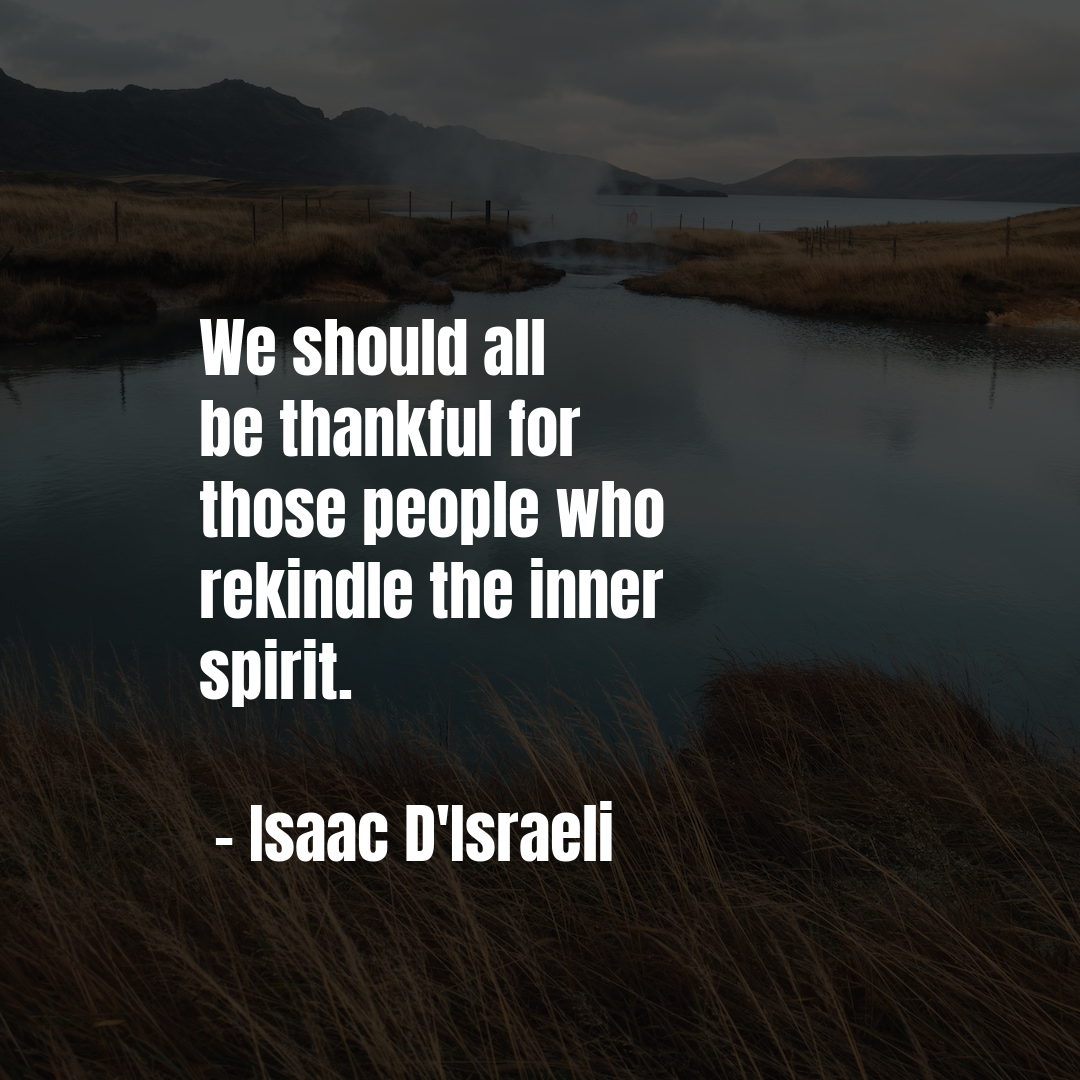 We should all
be thankful for
those people who
rekindle the inner
spirit.
- Isaac D'Israeli